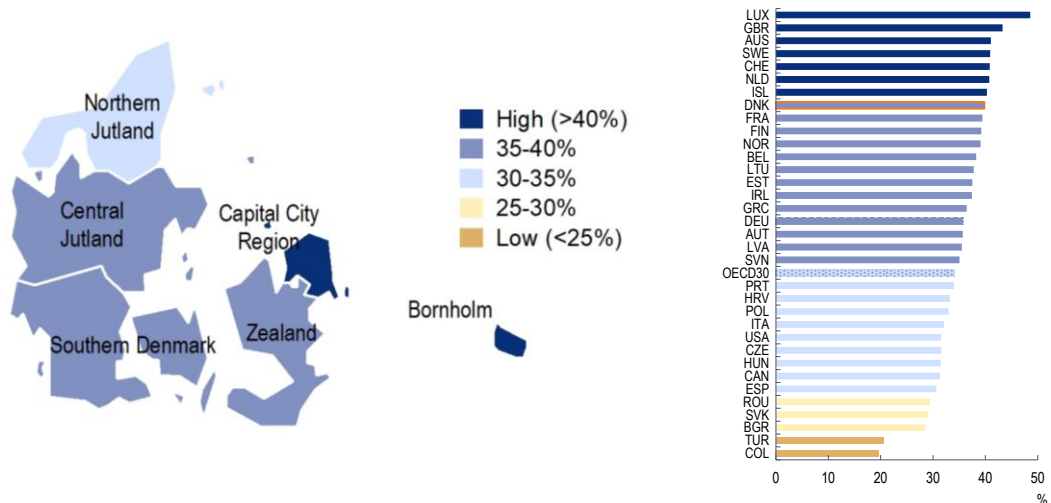 Northern
Jutland
Central
Jutland
Capital City
Region
Southern Denmark
Zealand
Bornholm
High (>40%)
35-40%
30-35%
25-30%
Low (<25%)
LUX
GBR
AUS
SWE
CHE
NLD
ISL
DNK
FRA
FIN
NOR
BEL
LTU
EST
IRL
GRC
DEU
AUT
LVA
SVN
OECD30
PRT
HRV
POL
ITA
USA
CZE
HUN
CAN
ESP
ROU
SVK
BGR
TUR
COL
0 10 20 30 40 50
%